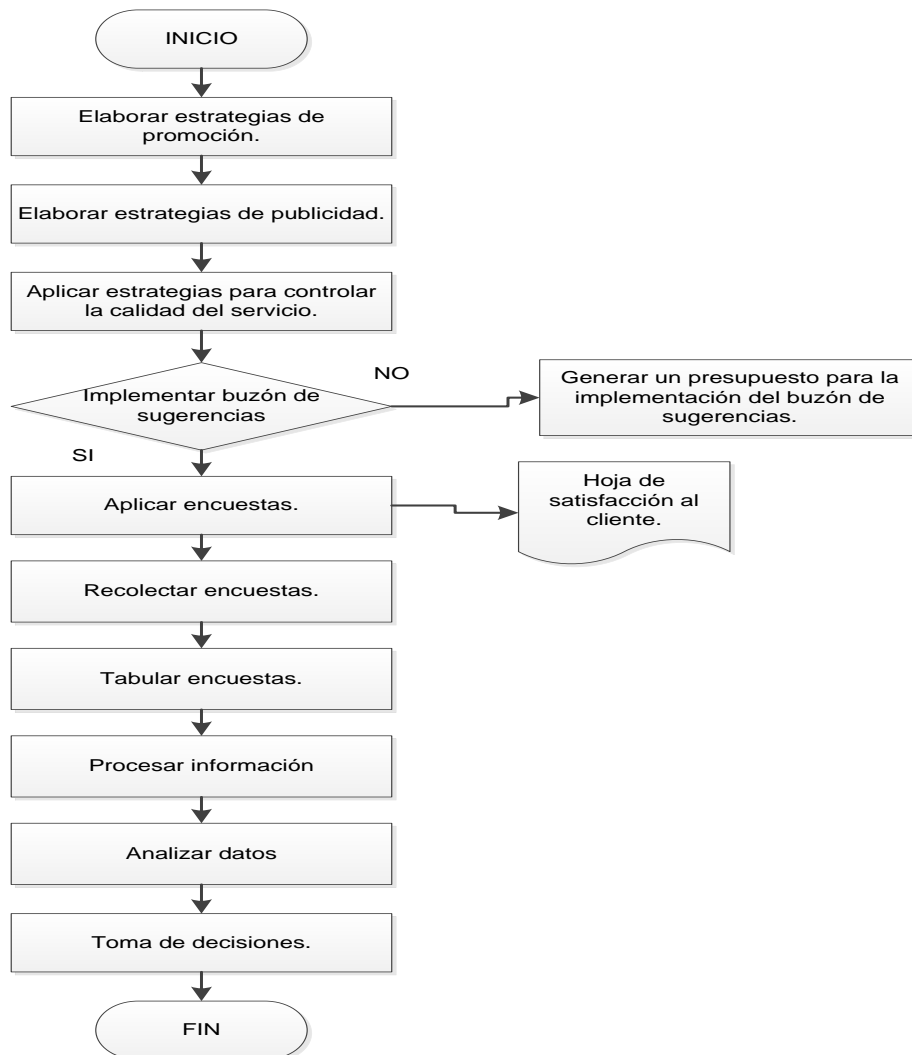 INICIO
Elaborar estrategias de
promoción.
Elaborar estrategias de publicidad.
Aplicar estrategias para controlar
la calidad del servicio.
Implementar buzón de
sugerencias
NO
Generar un presupuesto para la
implementación del buzón de
sugerencias.
SI
Aplicar encuestas.
Hoja de
satisfacción al
cliente.
Recolectar encuestas.
Tabular encuestas.
Procesar información
Analizar datos
Toma de decisiones.
FIN